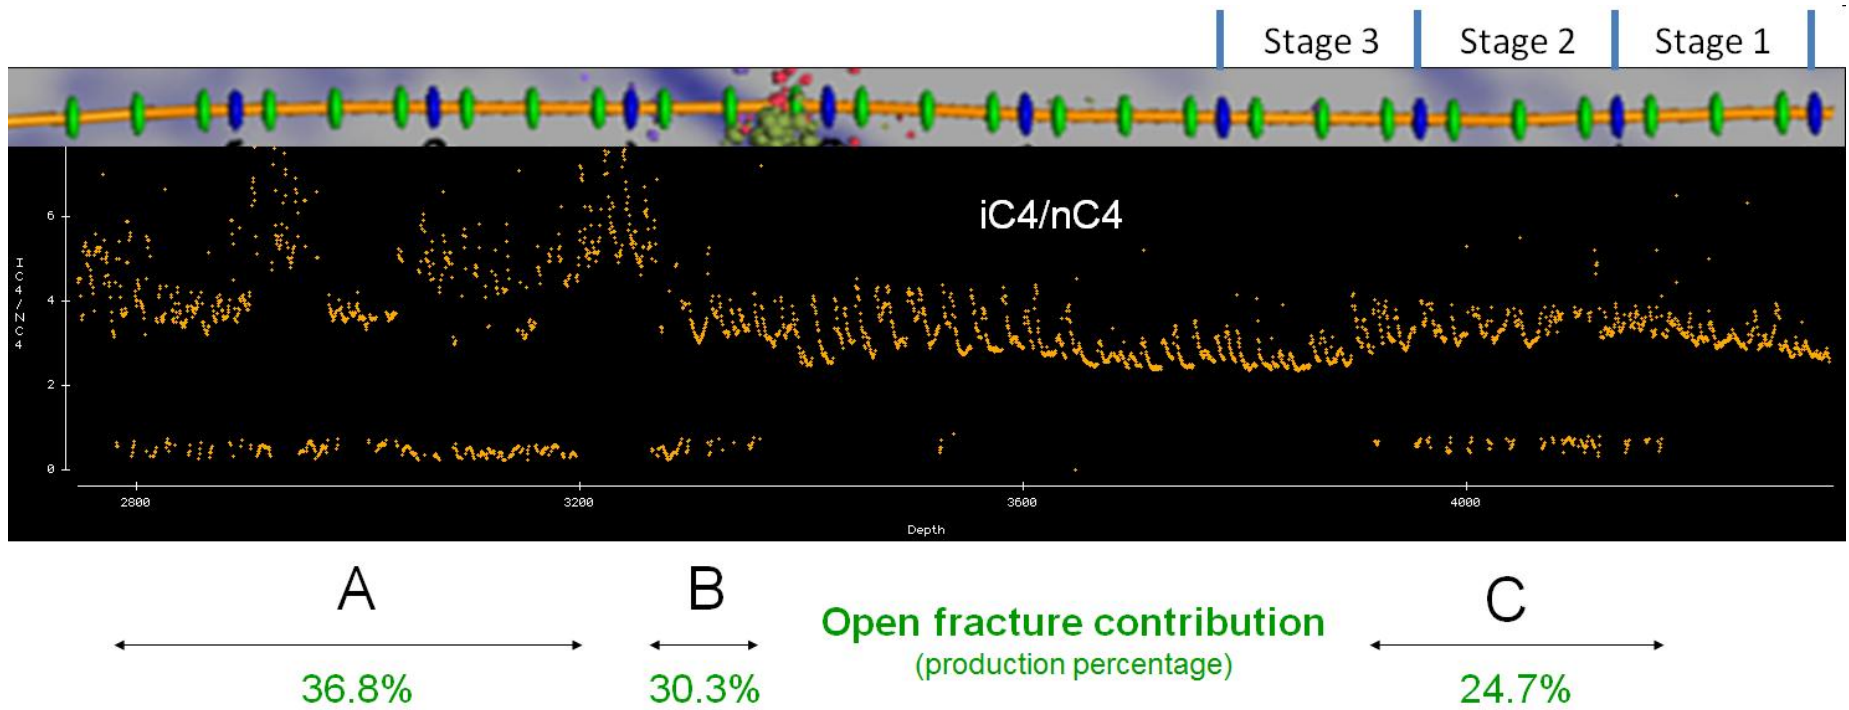 Stage 3 Stage 2 Stage 1
iC4/nC4
6
4
2
0
IC4/NC4
2800 3200 3600 4000
Depth
A B C
Open fracture contribution
(production percentage)
36.8% 30.3% 24.7%